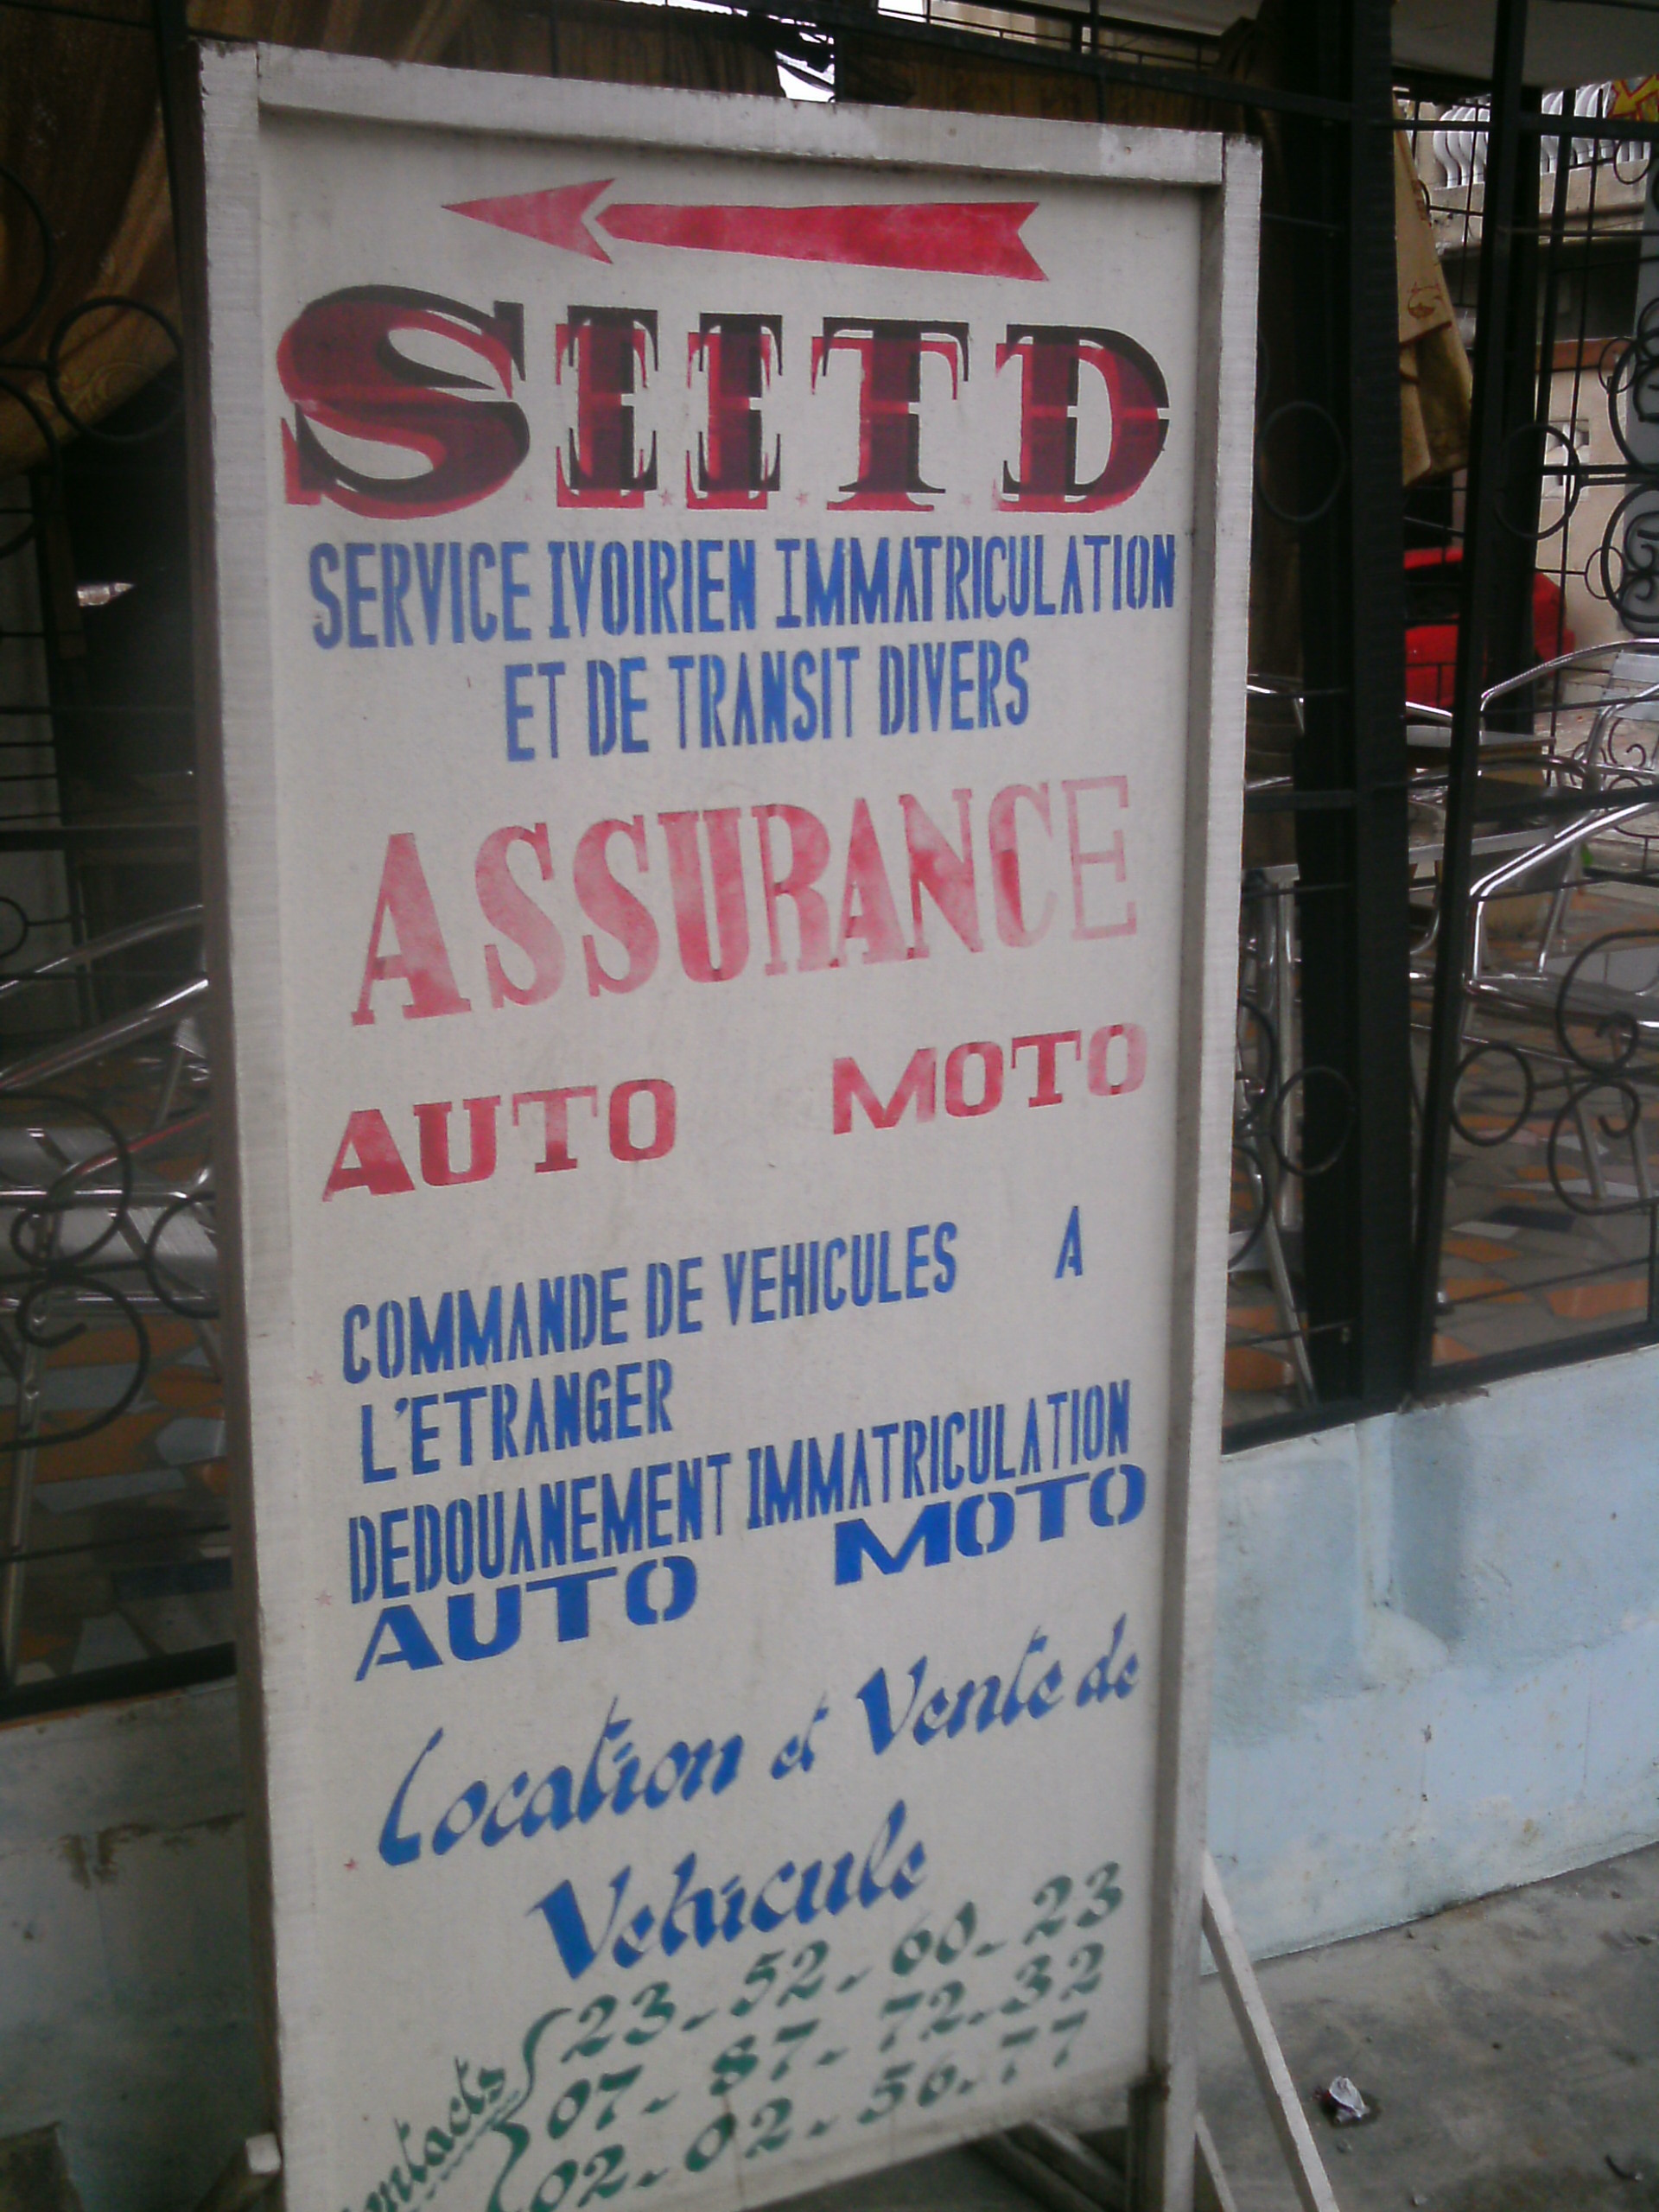 S.I.I.T.D
SERVICE IVOIRIEN IMMATRICULATION
ET DE TRANSIT DIVERS
ASSURANCE
AUTO MOTO
COMMANDE DE VEHICULES A
L'ETRANGER
DEDOUANEMENT IMMATRICULATION
AUTO MOTO
Location et Vente de
Vehicule
23-52-60-23
07-87-72-32
02-02-56-77